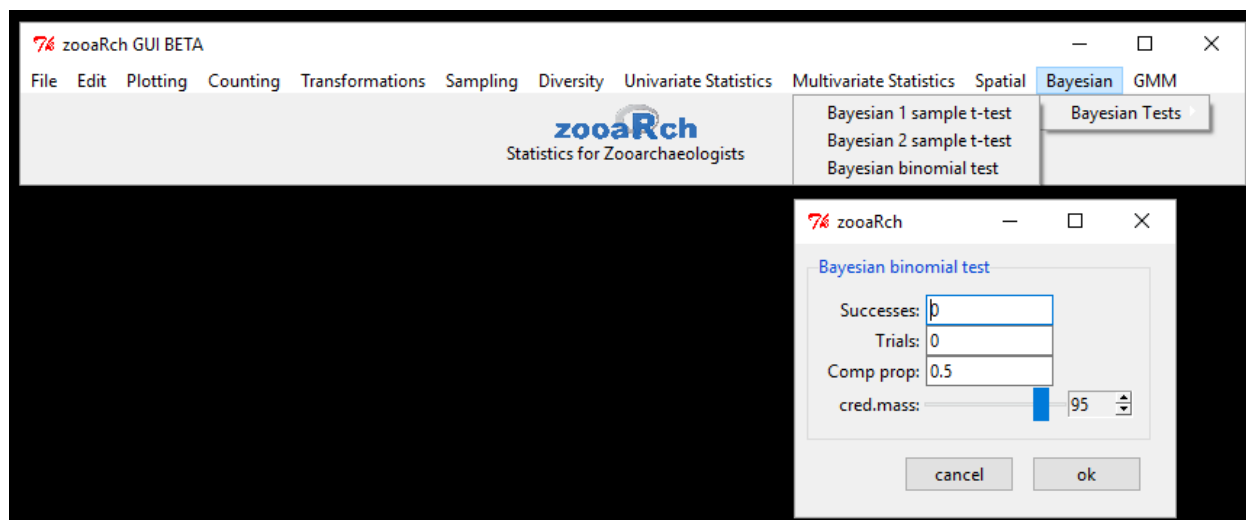 zooaRch GUI BETA
File Edit Plotting Counting Transformations Sampling Diversity Univariate Statistics Multivariate Statistics Spatial Bayesian GMM
zooaRch
Statistics for Zooarchaeologists
Bayesian Tests
Bayesian 1 sample t-test
Bayesian 2 sample t-test
Bayesian binomial test
zooaRch
Bayesian binomial test
Successes: 0
Trials: 0
Comp prop: 0.5
cred.mass: 95
cancel ok